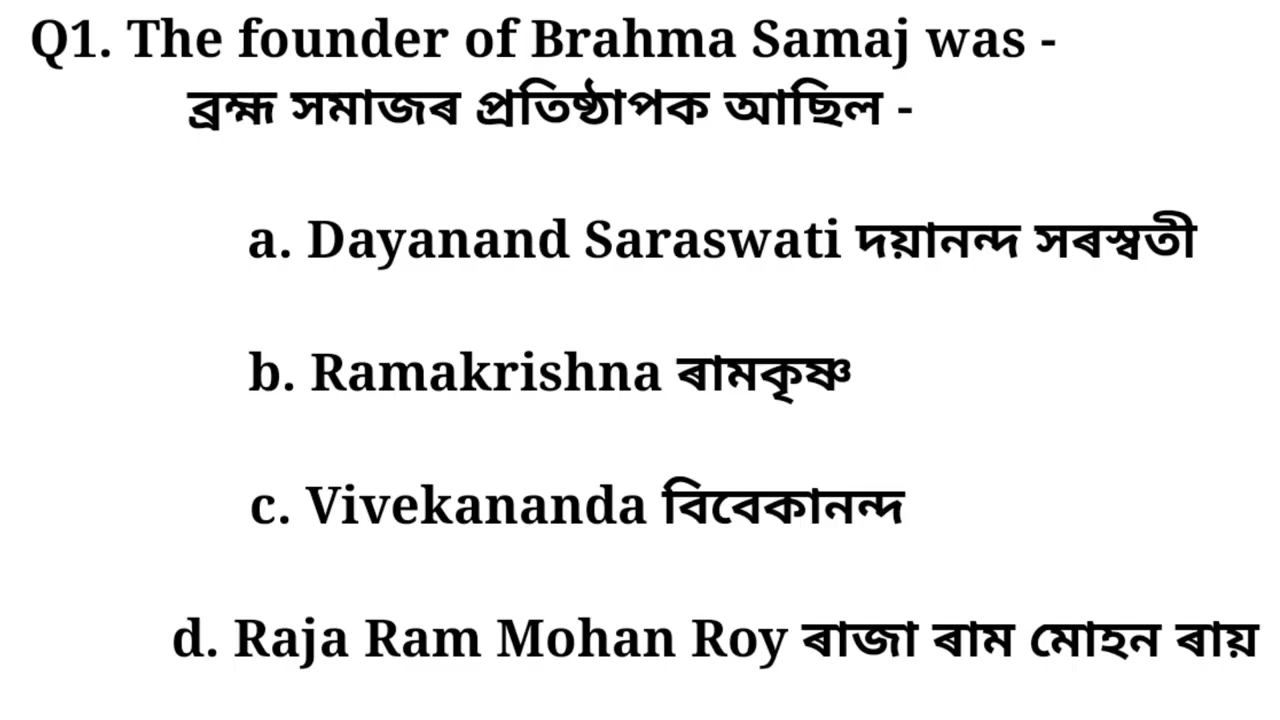 Q1. The founder of Brahma Samaj was -
ব্ৰহ্ম সমাজৰ প্ৰতিষ্ঠাপক আছিল -
a. Dayanand Saraswati দয়ানন্দ সৰস্বতী
b. Ramakrishna ৰামকৃষ্ণ
c. Vivekananda বিবেকানন্দ
d. Raja Ram Mohan Roy ৰাজা ৰাম মোহন ৰায়